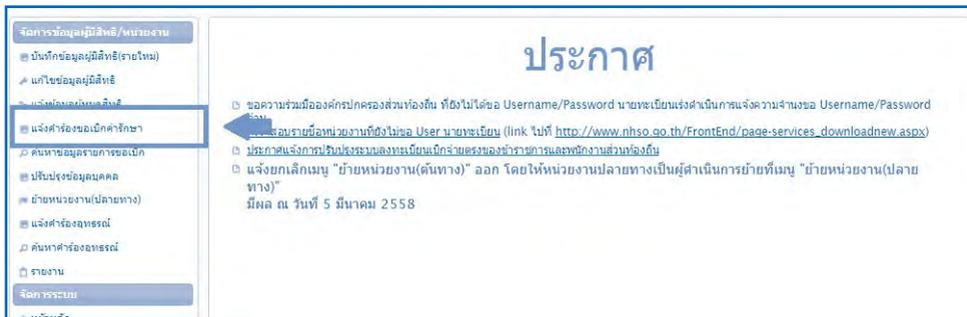 จัดการข้อมูลผู้มีสิทธิ/หน่วยงาน
บันทึกข้อมูลผู้มีสิทธิ(รายใหม่)
แก้ไขข้อมูลผู้มีสิทธิ
แจ้งข้อมูลผู้หมดสิทธิ
แจ้งคำร้องขอเบิกค่ารักษา
ค้นหาข้อมูลรายการขอเบิก
ปรับปรุงข้อมูลบุคคล
ย้ายหน่วยงาน(ปลายทาง)
แจ้งคำร้องอุทธรณ์
ค้นหาคำร้องอุทธรณ์
รายงาน
จัดการระบบ
ประกาศ
ขอความร่วมมือองค์กรปกครองส่วนท้องถิ่น ที่ยังไม่ได้ขอ Username/Password นายทะเบียนเร่งดำเนินการแจ้งความจำนงขอ Username/Password
สอบรายชื่อหน่วยงานที่ยังไม่ขอ User นายทะเบียน (link ไปที่ http://www.nhso.go.th/FrontEnd/page-services_downloadnew.aspx)
ประกาศแจ้งการปรับปรุงระบบลงทะเบียนเบิกจ่ายตรงของข้าราชการและพนักงานส่วนท้องถิ่น
แจ้งยกเลิกเมนู "ย้ายหน่วยงาน(ต้นทาง)" ออก โดยให้หน่วยงานปลายทางเป็นผู้ดำเนินการย้ายที่เมนู "ย้ายหน่วยงาน(ปลาย
ทาง)"
มีผล ณ วันที่ 5 มีนาคม 2558